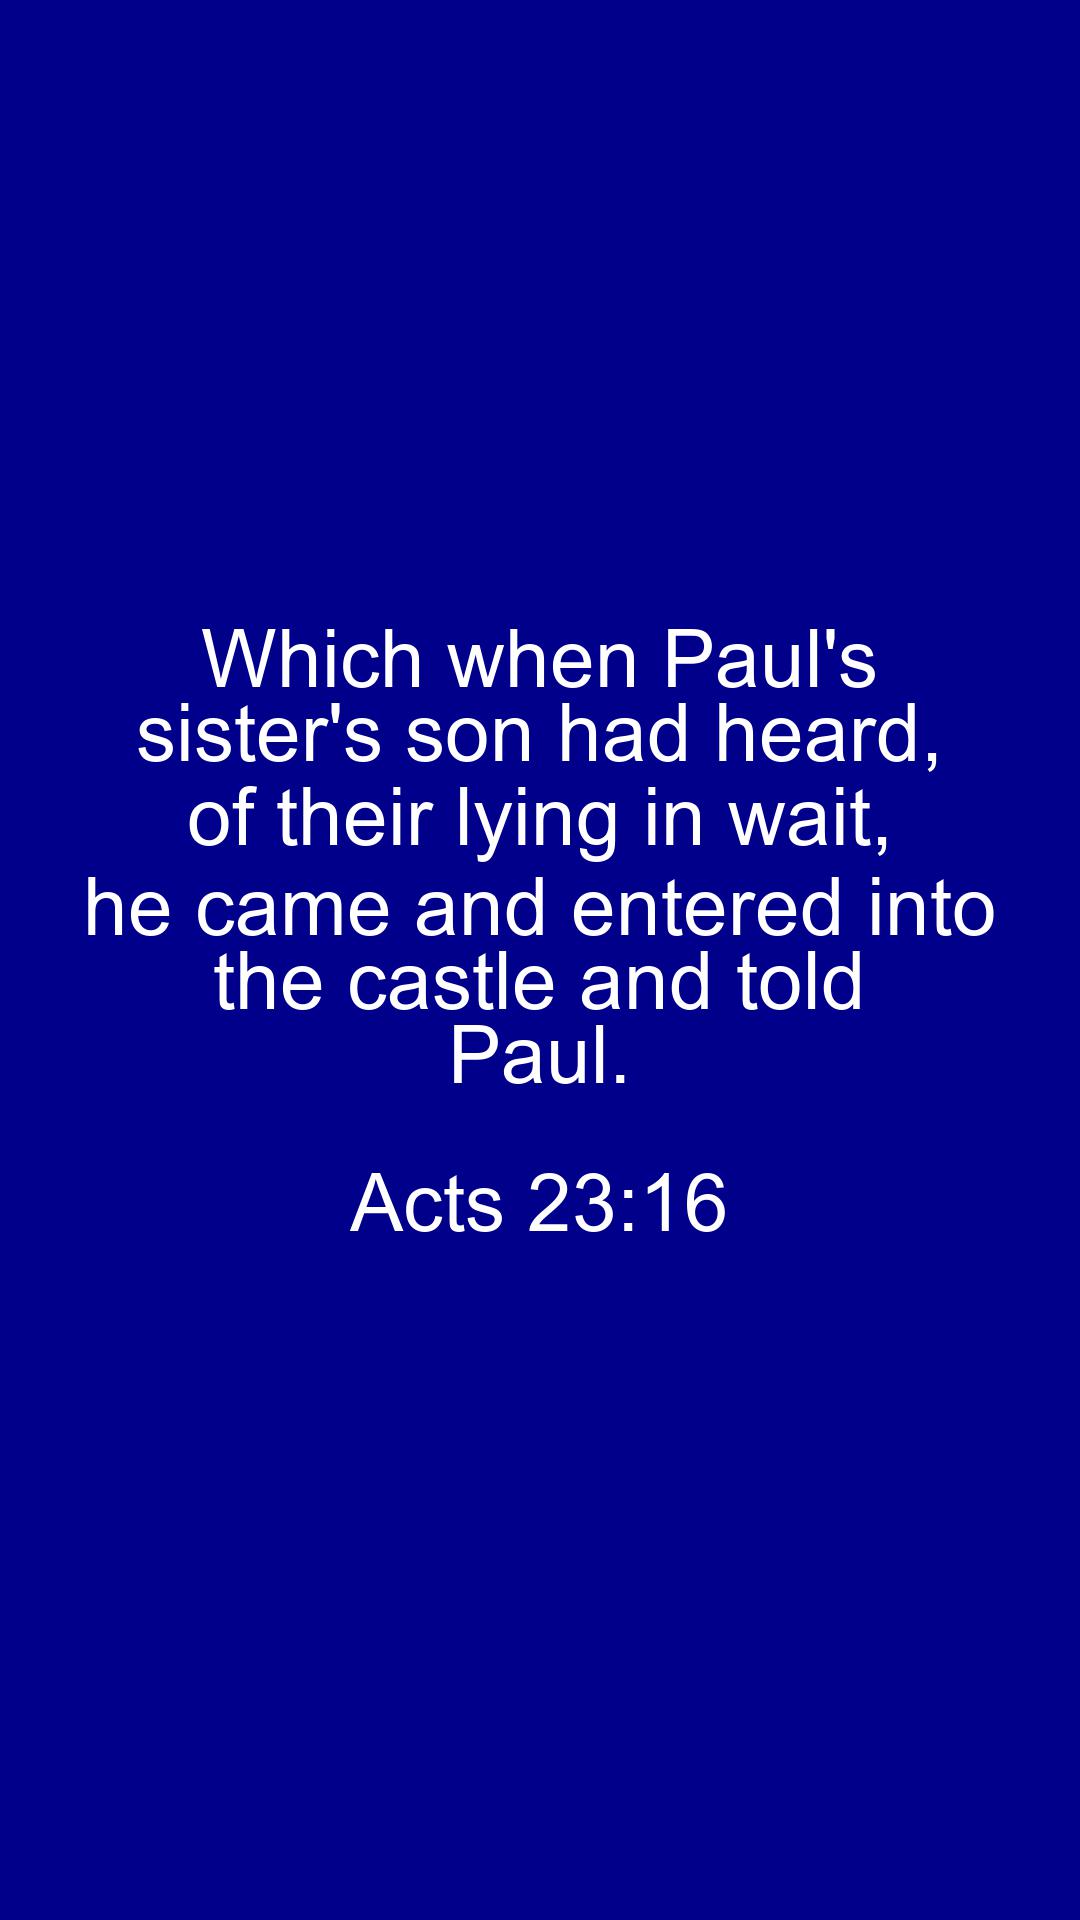 Which when Paul's
sister's son had heard,
of their lying in wait,
he came and entered into
the castle and told
Paul.
Acts 23:16